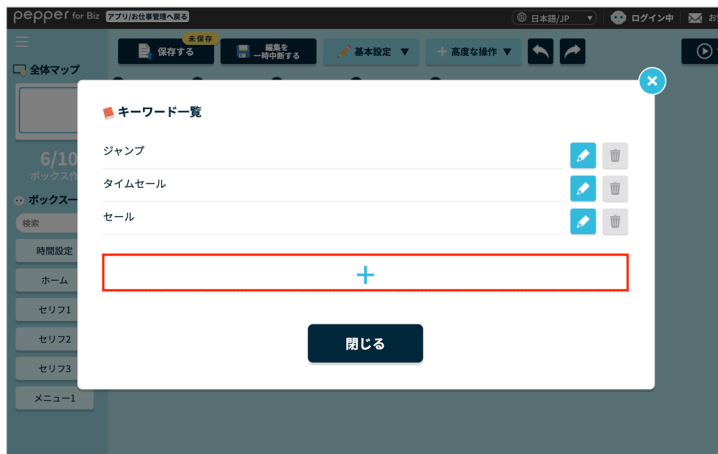 pepper for Biz アプリ/お仕事管理へ戻る 日本語/JP ▼ ログイン中
未保存
保存する 編集を一時中断する 基本設定 ▼ 高度な操作 ▼
全体マップ
キーワード一覧
ジャンプ
6/10
タイムセール
ボックス
セール
検索
時間設定
ホーム
セリフ1
閉じる
セリフ2
セリフ3
メニュー1